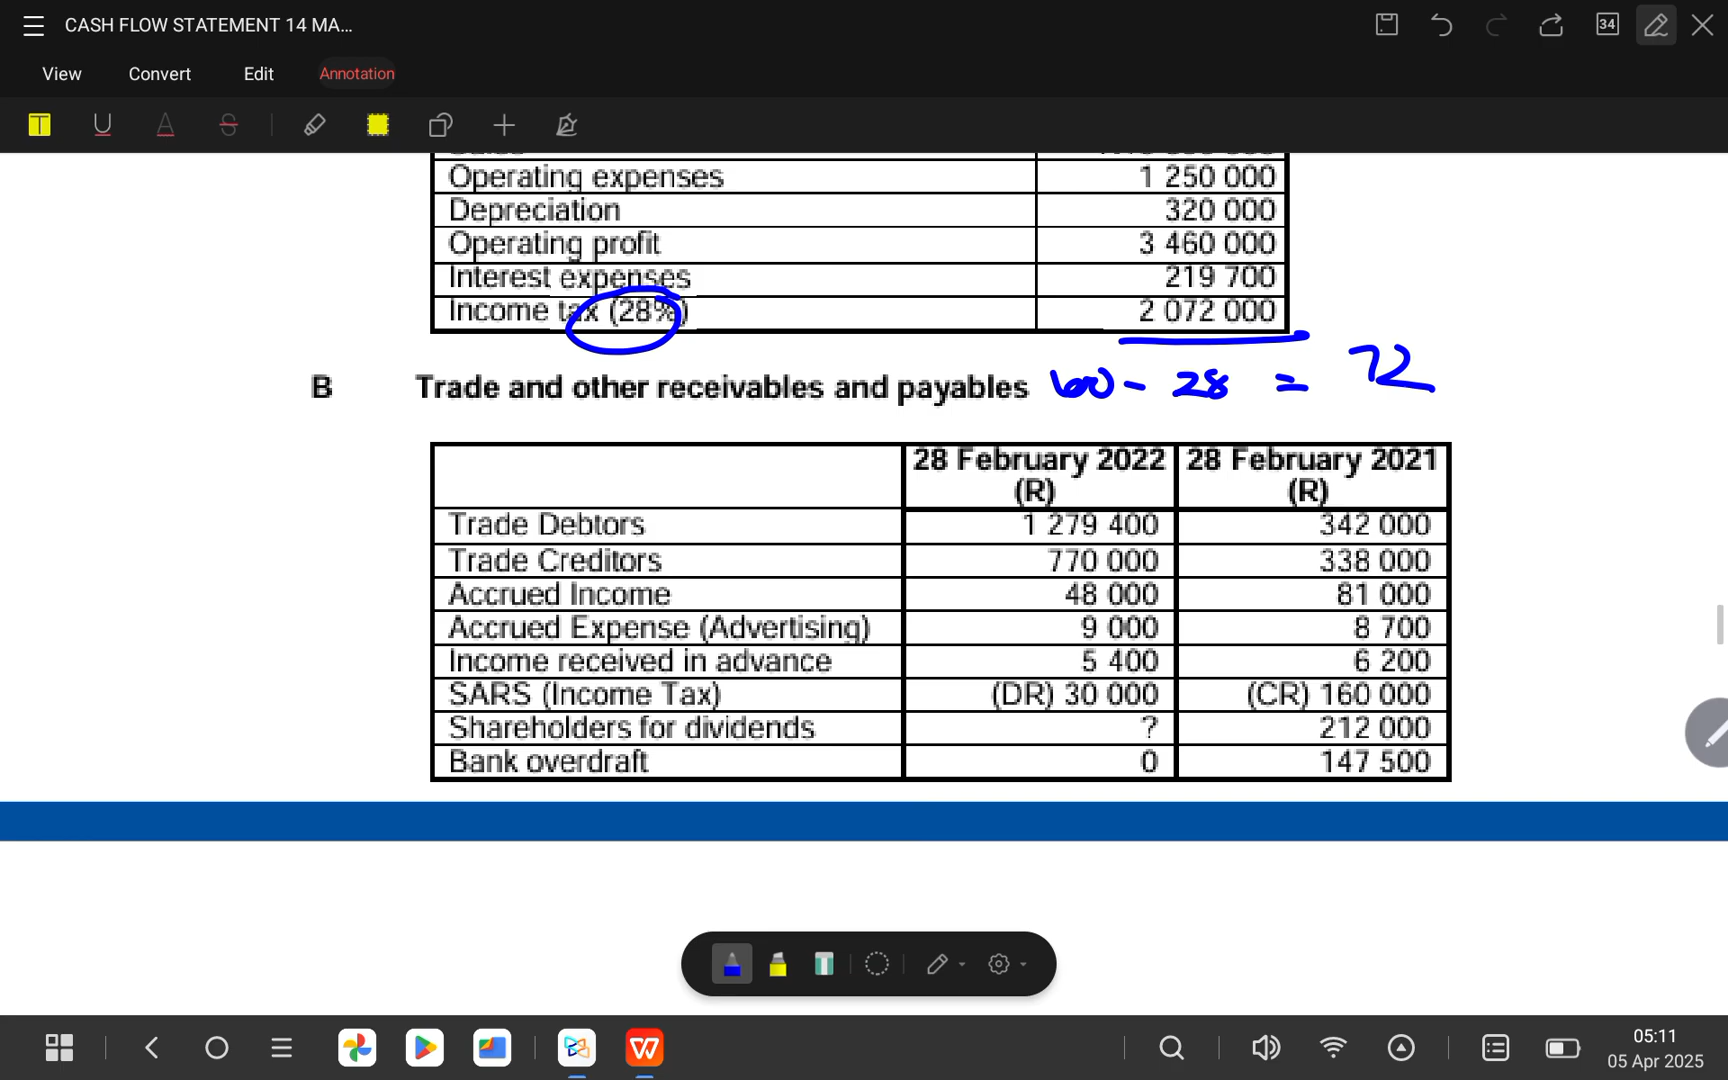 CASH FLOW STATEMENT 14 MA...
34
View Convert Edit Annotation
T U A S
Operating expenses 1 250 000
Depreciation 320 000
Operating profit 3 460 000
Interest expenses 219 700
Income tax (28%) 2 072 000
B Trade and other receivables and payables 100 - 28 = 72
28 February 2022 (R) 28 February 2021 (R)
Trade Debtors 1 279 400 342 000
Trade Creditors 770 000 338 000
Accrued Income 48 000 81 000
Accrued Expense (Advertising) 9 000 8 700
Income received in advance 5 400 6 200
SARS (Income Tax) (DR) 30 000 (CR) 160 000
Shareholders for dividends ? 212 000
Bank overdraft 0 147 500
05:11
05 Apr 2025